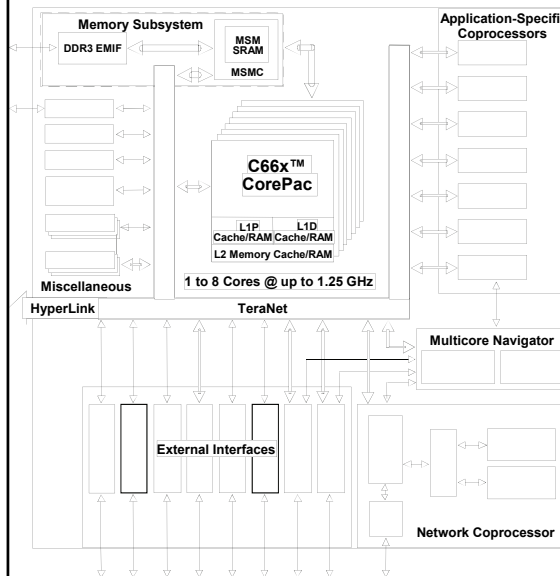 Memory Subsystem
Application-Specifi
Coprocessors
DDR3 EMIF
MSM
SRAM
MSMC
C66x™
CorePac
L1P
L1D
Cache/RAM
Cache/RAM
L2 Memory Cache/RAM
1 to 8 Cores @ up to 1.25 GHz
Miscellaneous
HyperLink
TeraNet
Multicore Navigator
External Interfaces
Network Coprocessor